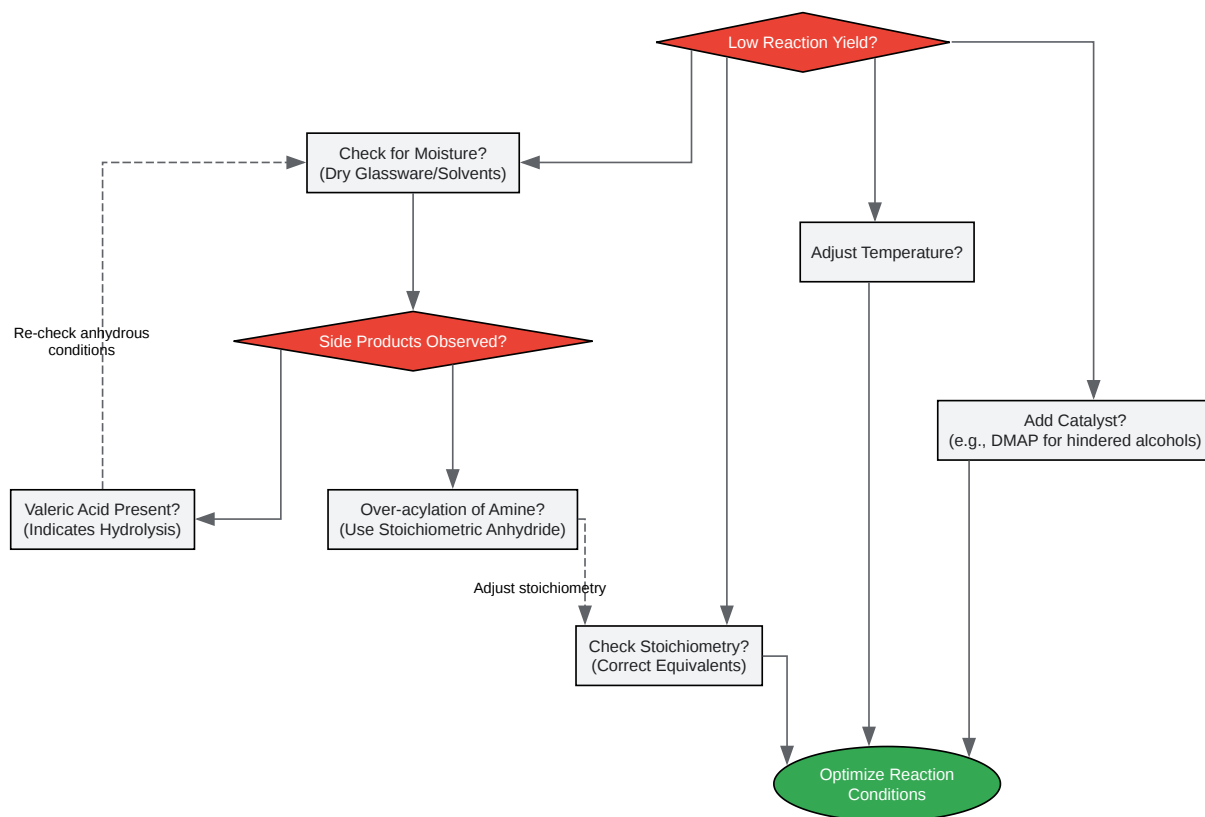 Low Reaction Yield?
Check for Moisture?
(Dry Glassware/Solvents)
Adjust Temperature?
Re-check anhydrous
conditions
Side Products Observed?
Add Catalyst?
(e.g., DMAP for hindered alcohols)
Valeric Acid Present?
(Indicates Hydrolysis)
Over-acylation of Amine?
(Use Stoichiometric Anhydride)
Adjust stoichiometry
Check Stoichiometry?
(Correct Equivalents)
Optimize Reaction
Conditions